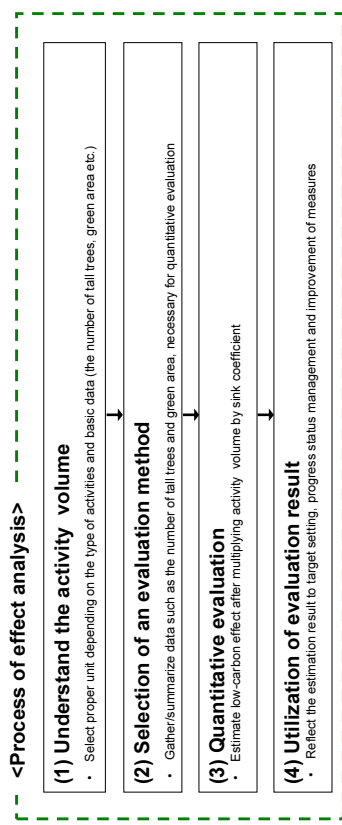 <Process of effect analysis>
(1) Understand the activity volume
• Select proper unit depending on the type of activities and basic data (the number of tall trees, green area etc.)
(2) Selection of an evaluation method
• Gather/summarize data such as the number of tall trees and green area, necessary for quantitative evaluation
(3) Quantitative evaluation
• Estimate low-carbon effect after multiplying activity volume by sink coefficient
(4) Utilization of evaluation result
• Reflect the estimation result to target setting, progress status management and improvement of measures